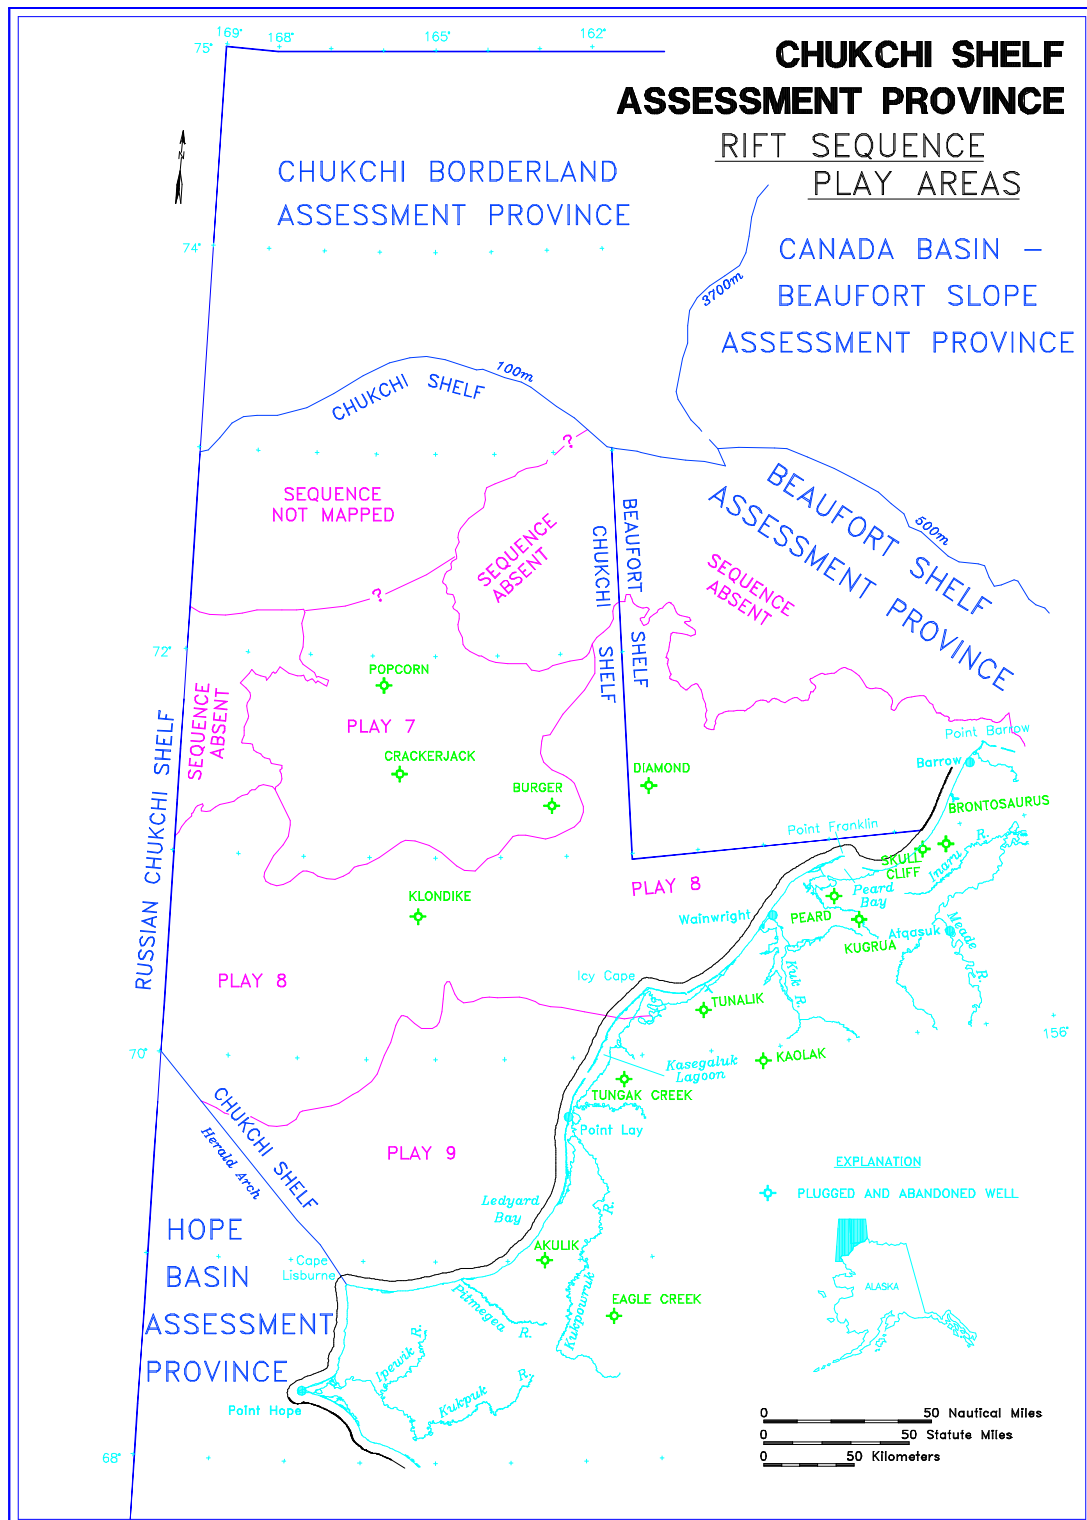 169°
168°
165°
162°
75°
CHUKCHI SHELF
ASSESSMENT PROVINCE
RIFT SEQUENCE
PLAY AREAS
N
CHUKCHI BORDERLAND
ASSESSMENT PROVINCE
74°
CANADA BASIN –
BEAUFORT SLOPE
ASSESSMENT PROVINCE
3700m
100m
CHUKCHI SHELF
?
SEQUENCE
NOT MAPPED
SEQUENCE
ABSENT
?
BEAUFORT SHELF
CHUKCHI SHELF
SEQUENCE
ABSENT
BEAUFORT SHELF
ASSESSMENT PROVINCE
500m
72°
POPCORN
SEQUENCE
ABSENT
PLAY 7
CRACKERJACK
BURGER
DIAMOND
Point Barrow
Barrow
BRONTOSAURUS
RUSSIAN CHUKCHI SHELF
Point Franklin
SKULL
CLIFF
Inaru R.
PLAY 8
KLONDIKE
Peard
Bay
Wainwright
PEARD
KUGRUA
Atqasuk
Meade R.
Kuk R.
Icy Cape
PLAY 8
TUNALIK
156°
70°
KAOLAK
Kasegaluk
Lagoon
TUNGAK CREEK
Point Lay
CHUKCHI SHELF
Herald Arch
PLAY 9
EXPLANATION
PLUGGED AND ABANDONED WELL
Ledyard
Bay
HOPE
BASIN
ASSESSMENT
PROVINCE
Cape
Lisburne
AKULIK
Kukpowruk R.
ALASKA
EAGLE CREEK
Pitmegea R.
Ipewik R.
Kukpuk R.
Point Hope
0 50 Nautical Miles
0 50 Statute Miles
0 50 Kilometers
68°